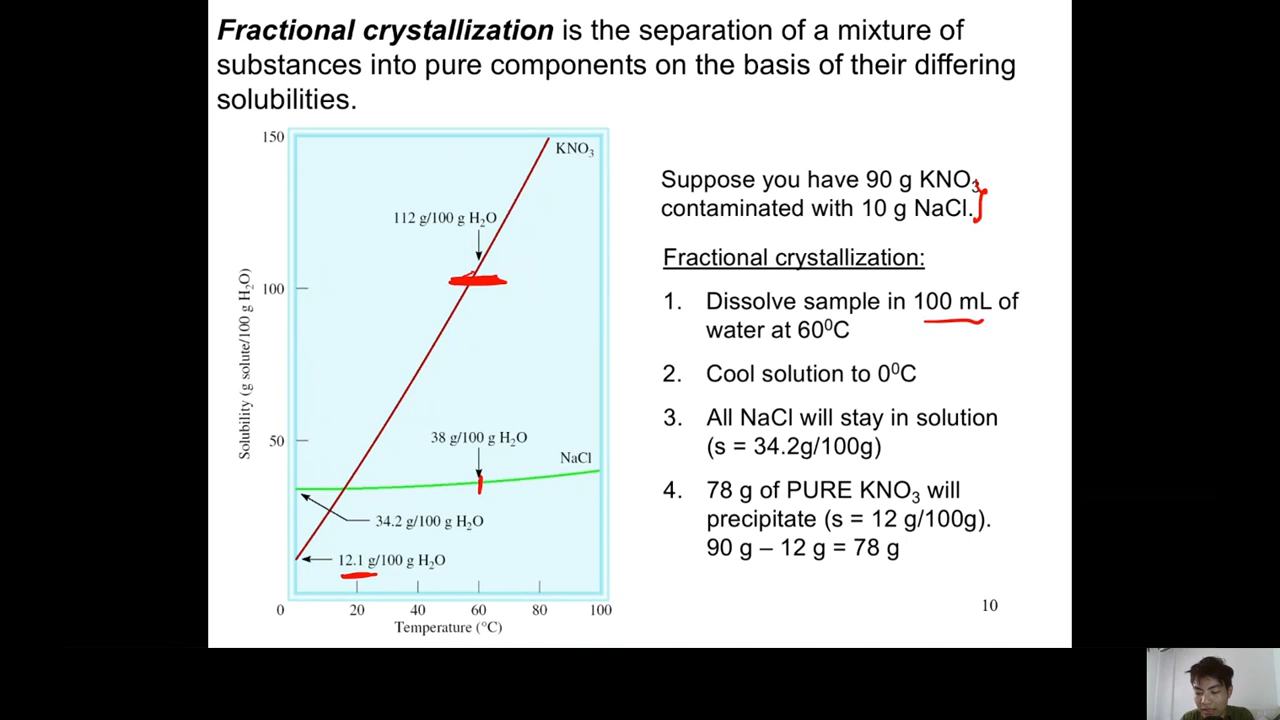 Fractional crystallization is the separation of a mixture of
substances into pure components on the basis of their differing
solubilities.
150
KNO₃
112 g/100 g H₂O
100
Solubility (g solute/100 g H₂O)
50
38 g/100 g H₂O
NaCl
34.2 g/100 g H₂O
12.1 g/100 g H₂O
0 20 40 60 80 100
Temperature (°C)
Suppose you have 90 g KNO₃
contaminated with 10 g NaCl.
Fractional crystallization:
1. Dissolve sample in 100 mL of
water at 60⁰C
2. Cool solution to 0⁰C
3. All NaCl will stay in solution
(s = 34.2g/100g)
4. 78 g of PURE KNO₃ will
precipitate (s = 12 g/100g).
90 g – 12 g = 78 g
10